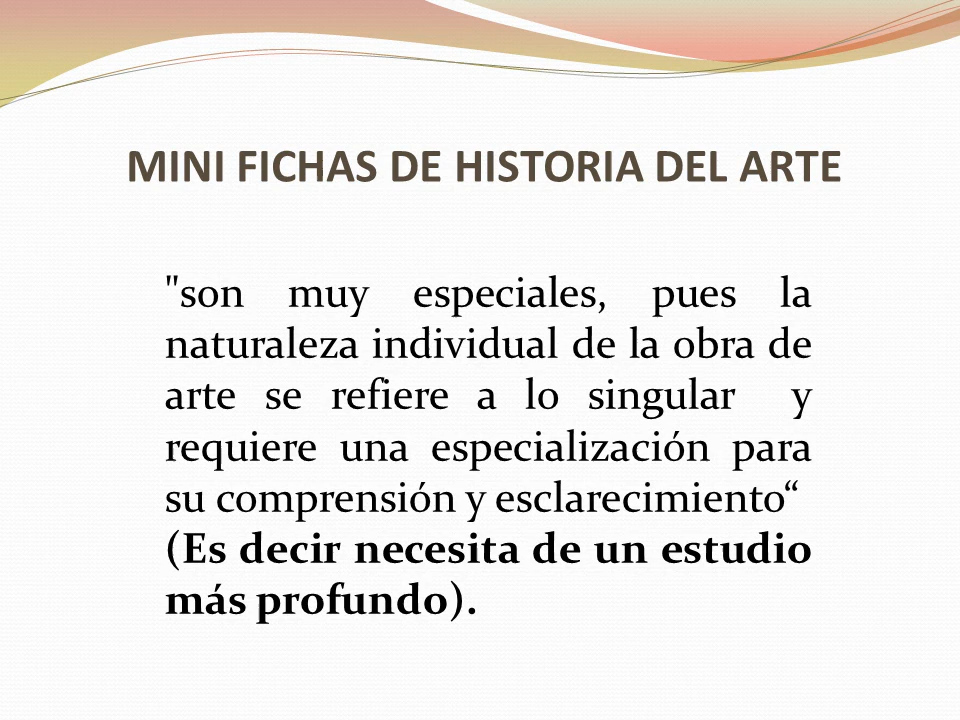 MINI FICHAS DE HISTORIA DEL ARTE
"son muy especiales, pues la
naturaleza individual de la obra de
arte se refiere a lo singular y
requiere una especialización para
su comprensión y esclarecimiento“
(Es decir necesita de un estudio
más profundo).